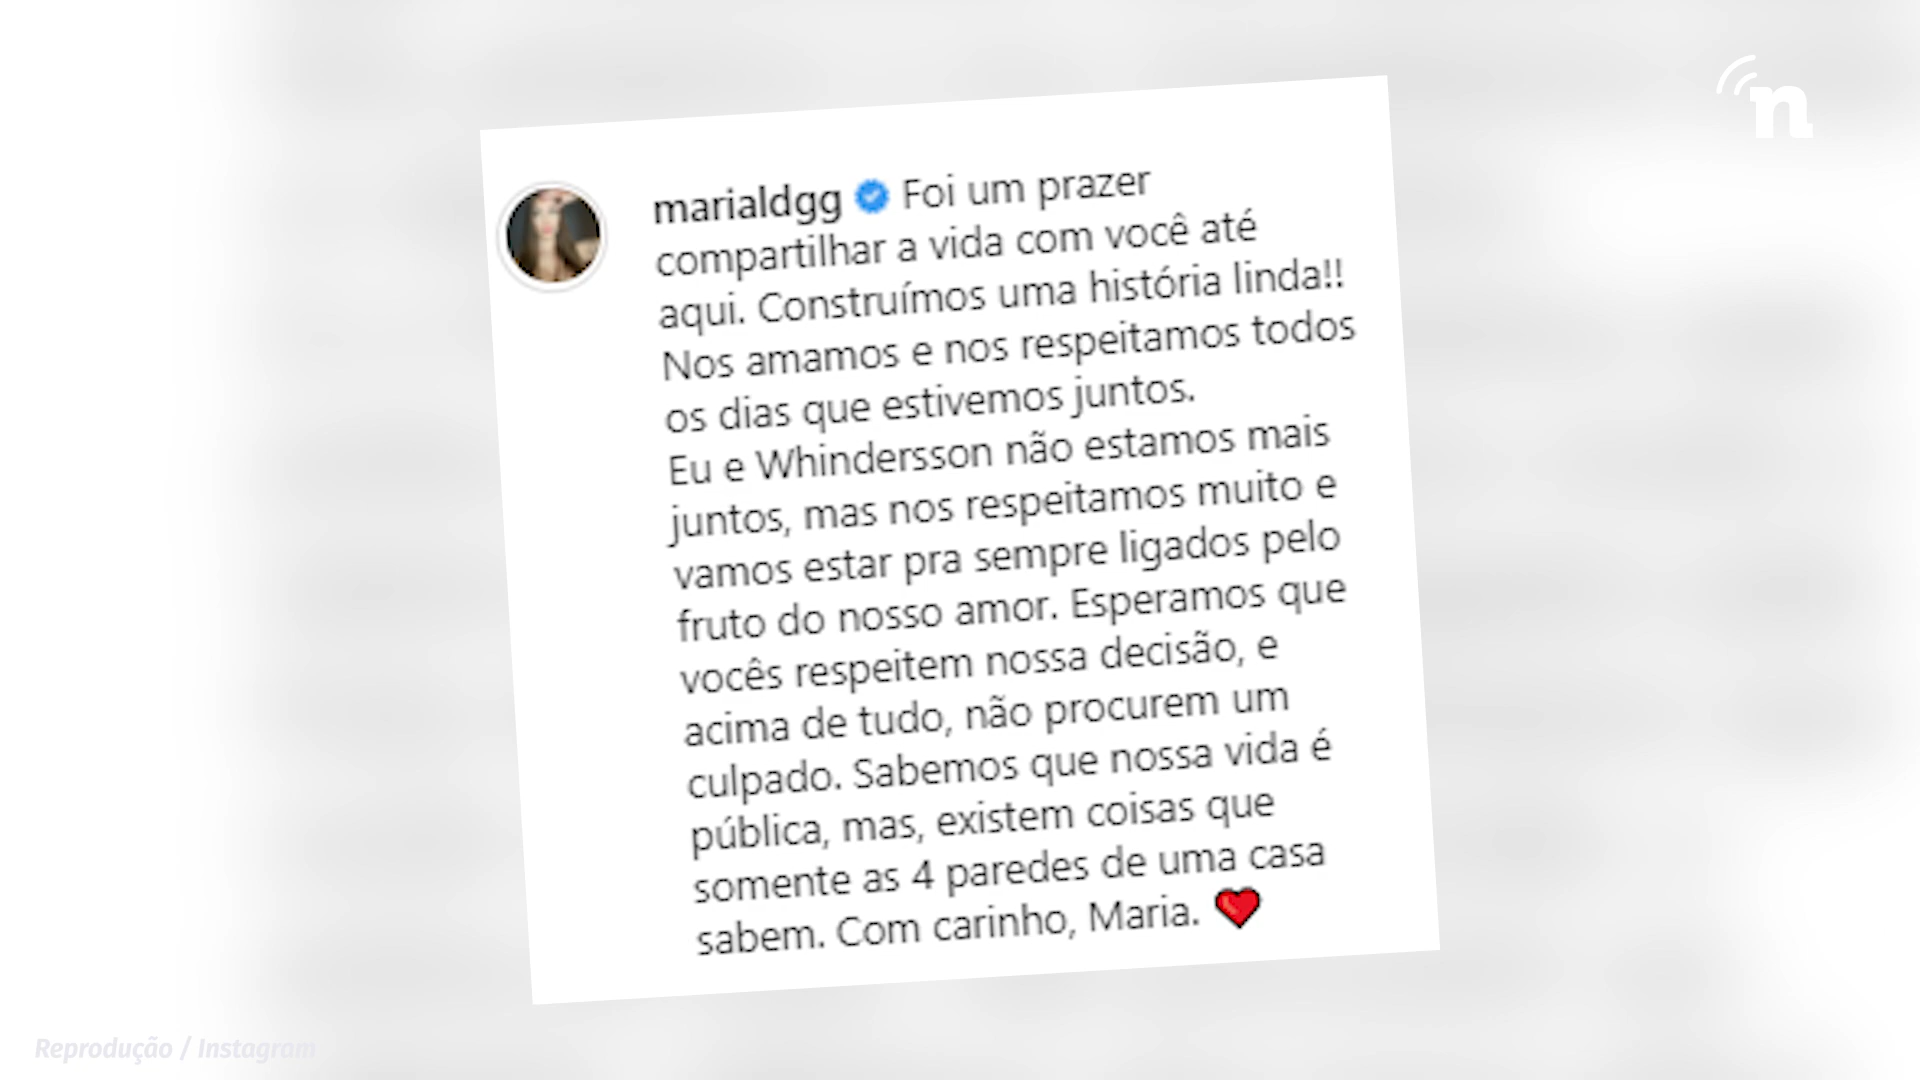 n
marialdgg Foi um prazer
compartilhar a vida com você até
aqui. Construímos uma história linda!!
Nos amamos e nos respeitamos todos
os dias que estivemos juntos.
Eu e Whindersson não estamos mais
juntos, mas nos respeitamos muito e
vamos estar pra sempre ligados pelo
fruto do nosso amor. Esperamos que
vocês respeitem nossa decisão, e
acima de tudo, não procurem um
culpado. Sabemos que nossa vida é
pública, mas, existem coisas que
somente as 4 paredes de uma casa
sabem. Com carinho, Maria. ❤
Reprodução / Instagram